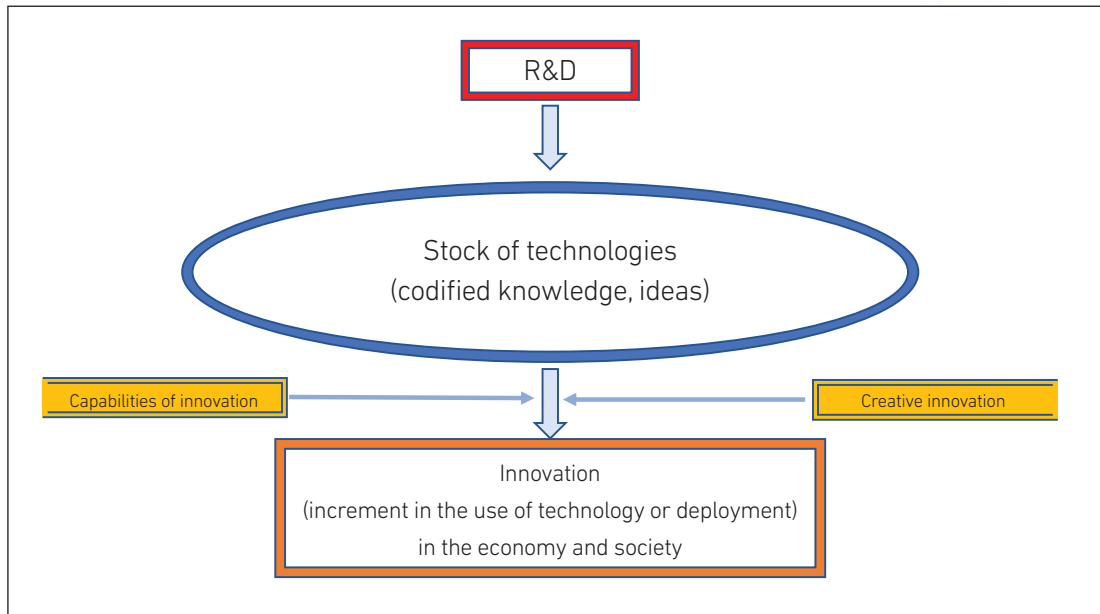 R&D
Stock of technologies
(codified knowledge, ideas)
Capabilities of innovation
Creative innovation
Innovation
(increment in the use of technology or deployment)
in the economy and society